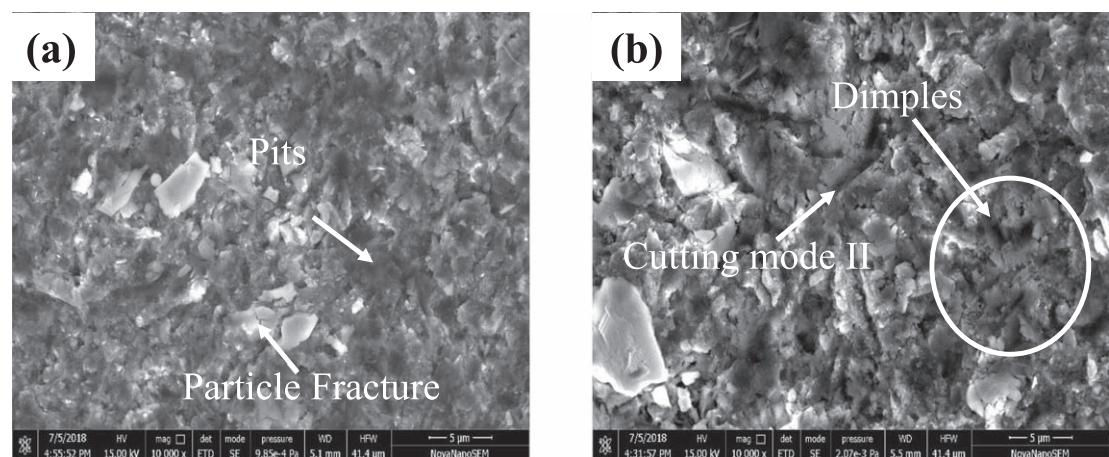 (a)
Pits
Particle Fracture
7/5/2018 HV mag det mode pressure WD HFW 5 µm
4:55:52 PM 15.00 kV 10 000 x ETD SE 9.85e-4 Pa 5.1 mm 41.4 µm NovaNanoSEM
(b)
Dimples
Cutting mode II
7/5/2018 HV mag det mode pressure WD HFW 5 µm
4:31:57 PM 15.00 kV 10 000 x ETD SE 2.07e-3 Pa 5.5 mm 41.4 µm NovaNanoSEM